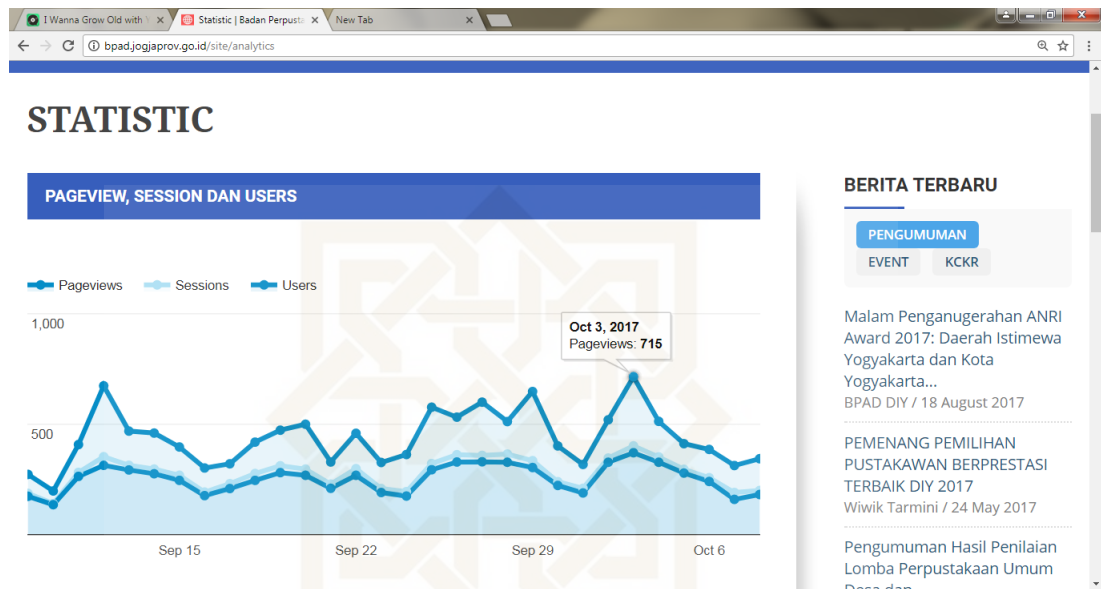 I Wanna Grow Old with
Statistic | Badan Perpust
New Tab
bpad.jogjaprov.go.id/site/analytics
STATISTIC
PAGEVIEW, SESSION DAN USERS
Pageviews Sessions Users
1,000
500
Oct 3, 2017
Pageviews: 715
Sep 15 Sep 22 Sep 29 Oct 6
BERITA TERBARU
PENGUMUMAN
EVENT KCKR
Malam Penganugerahan ANRI
Award 2017: Daerah Istimewa
Yogyakarta dan Kota
Yogyakarta...
BPAD DIY / 18 August 2017
PEMENANG PEMILIHAN
PUSTAKAWAN BERPRESTASI
TERBAIK DIY 2017
Wiwik Tarmini / 24 May 2017
Pengumuman Hasil Penilaian
Lomba Perpustakaan Umum